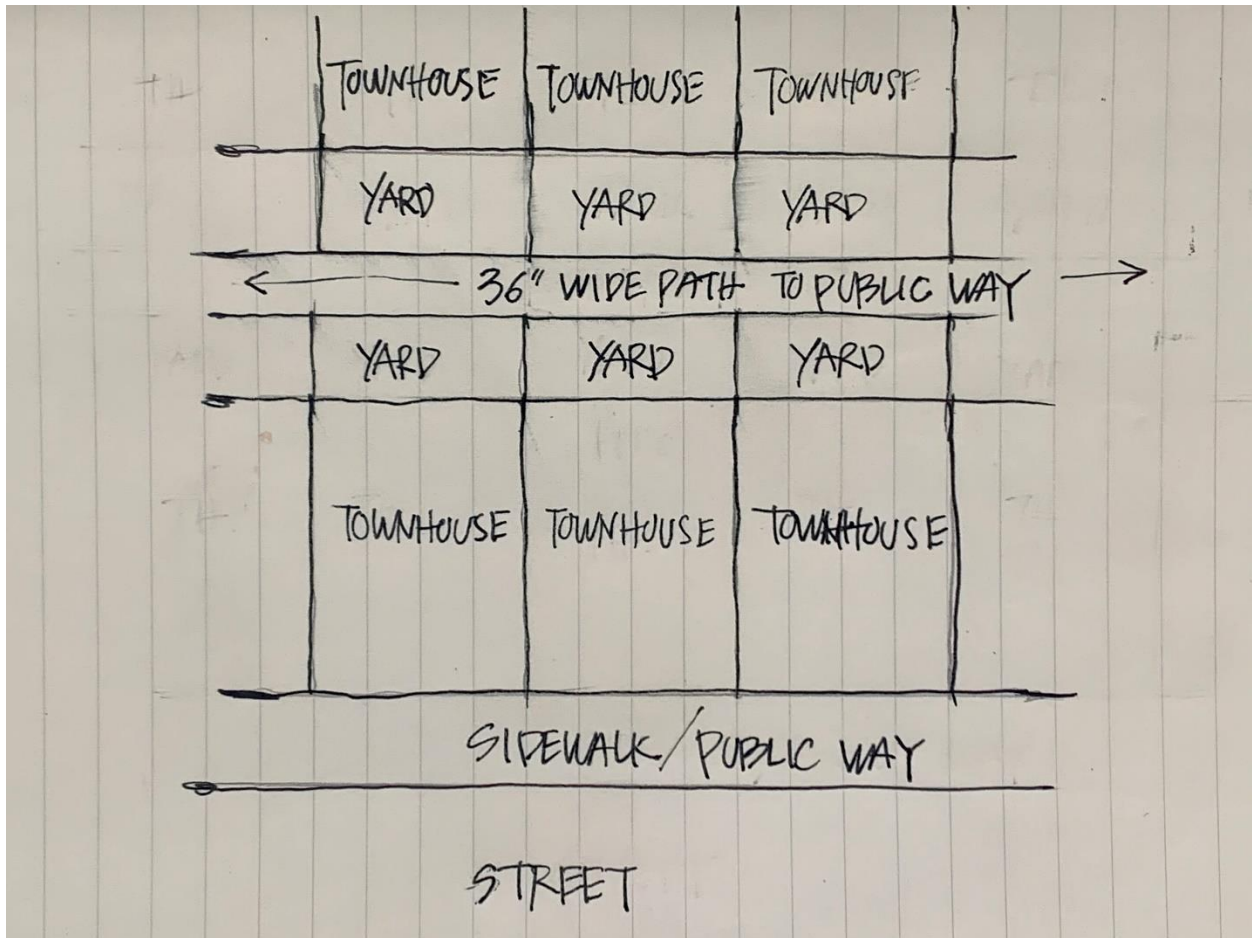 TOWNHOUSE TOWNHOUSE TOWNHOUSE
YARD YARD YARD
36" WIDE PATH TO PUBLIC WAY
YARD YARD YARD
TOWNHOUSE TOWNHOUSE TOWNHOUSE
SIDEWALK/PUBLIC WAY
STREET